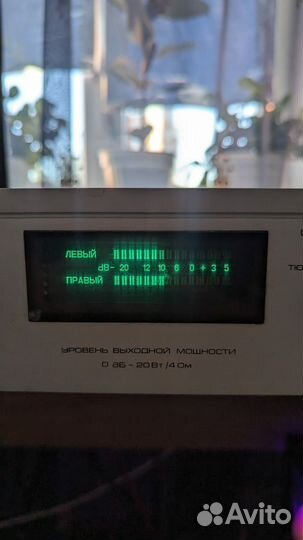 ЛЕВЫЙ
dB- 20 12 10 6 0 + 3 5
ПРАВЫЙ
УРОВЕНЬ ВЫХОДНОЙ МОЩНОСТИ
0 дБ - 20 Вт / 4 Ом
Avito